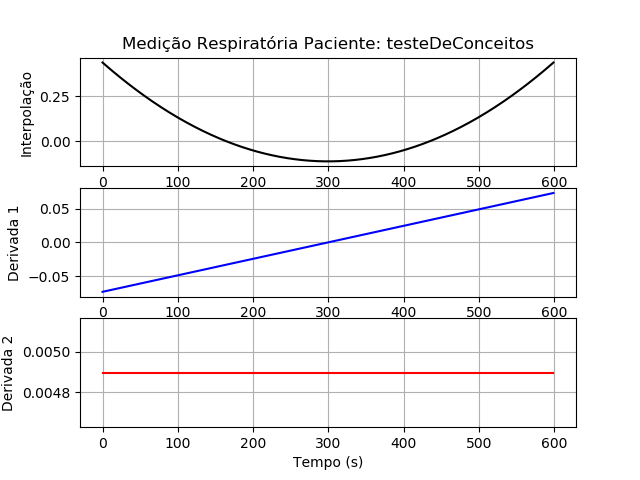 Medição Respiratória Paciente: testeDeConceitos
Interpolação
0.25
0.00
0 100 200 300 400 500 600
Derivada 1
0.05
0.00
−0.05
0 100 200 300 400 500 600
Derivada 2
0.0050
0.0048
0 100 200 300 400 500 600
Tempo (s)